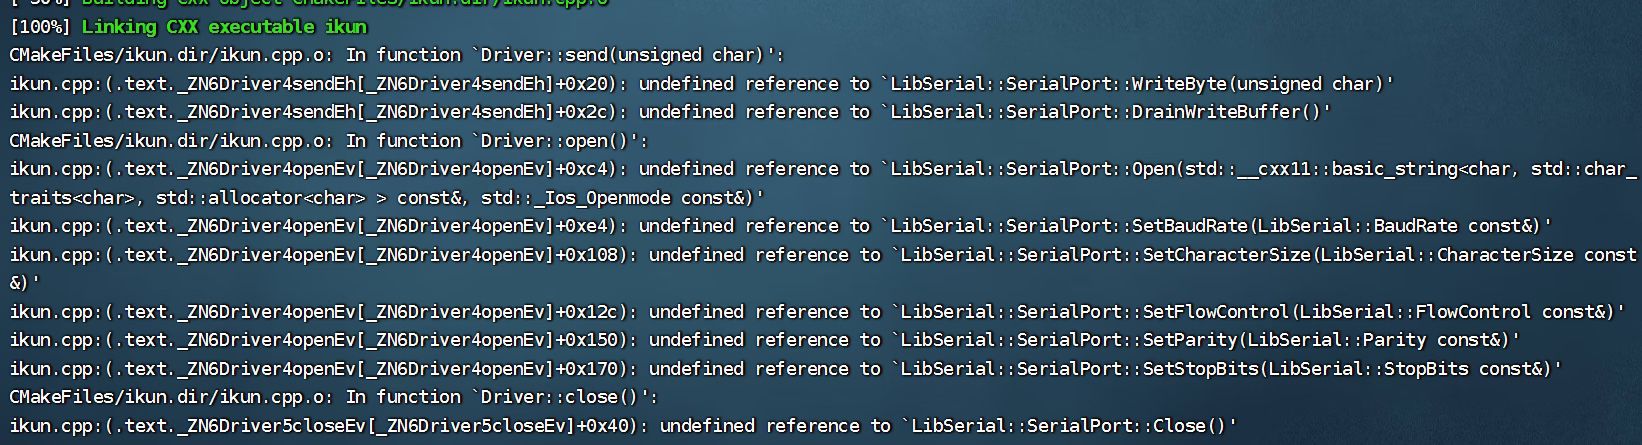 [ 50%] Building CXX object CMakeFiles/ikun.dir/ikun.cpp.o
[100%] Linking CXX executable ikun
CMakeFiles/ikun.dir/ikun.cpp.o: In function `Driver::send(unsigned char)':
ikun.cpp:(.text._ZN6Driver4sendEh[_ZN6Driver4sendEh]+0x20): undefined reference to `LibSerial::SerialPort::WriteByte(unsigned char)'
ikun.cpp:(.text._ZN6Driver4sendEh[_ZN6Driver4sendEh]+0x2c): undefined reference to `LibSerial::SerialPort::DrainWriteBuffer()'
CMakeFiles/ikun.dir/ikun.cpp.o: In function `Driver::open()':
ikun.cpp:(.text._ZN6Driver4openEv[_ZN6Driver4openEv]+0xc4): undefined reference to `LibSerial::SerialPort::Open(std::__cxx11::basic_string<char, std::char_
traits<char>, std::allocator<char> > const&, std::_Ios_Openmode const&)'
ikun.cpp:(.text._ZN6Driver4openEv[_ZN6Driver4openEv]+0xe4): undefined reference to `LibSerial::SerialPort::SetBaudRate(LibSerial::BaudRate const&)'
ikun.cpp:(.text._ZN6Driver4openEv[_ZN6Driver4openEv]+0x108): undefined reference to `LibSerial::SerialPort::SetCharacterSize(LibSerial::CharacterSize const
&)'
ikun.cpp:(.text._ZN6Driver4openEv[_ZN6Driver4openEv]+0x12c): undefined reference to `LibSerial::SerialPort::SetFlowControl(LibSerial::FlowControl const&)'
ikun.cpp:(.text._ZN6Driver4openEv[_ZN6Driver4openEv]+0x150): undefined reference to `LibSerial::SerialPort::SetParity(LibSerial::Parity const&)'
ikun.cpp:(.text._ZN6Driver4openEv[_ZN6Driver4openEv]+0x170): undefined reference to `LibSerial::SerialPort::SetStopBits(LibSerial::StopBits const&)'
CMakeFiles/ikun.dir/ikun.cpp.o: In function `Driver::close()':
ikun.cpp:(.text._ZN6Driver5closeEv[_ZN6Driver5closeEv]+0x40): undefined reference to `LibSerial::SerialPort::Close()'